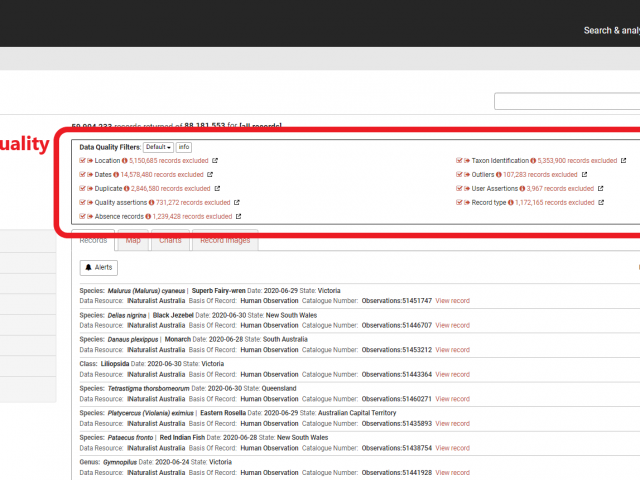 Search & analy
59,904,233 records returned of 88,181,553 for [all records]
uality
Data Quality Filters: Default info
Location 5,150,685 records excluded
Taxon Identification 5,353,900 records excluded
Dates 14,578,480 records excluded
Outliers 107,283 records excluded
Duplicate 2,846,580 records excluded
User Assertions 3,967 records excluded
Quality assertions 731,272 records excluded
Record type 1,172,165 records excluded
Absence records 1,239,428 records excluded
Records Map Charts Record Images
Alerts
Species: Malurus (Malurus) cyaneus | Superb Fairy-wren Date: 2020-06-29 State: Victoria
Data Resource: iNaturalist Australia Basis Of Record: Human Observation Catalogue Number: Observations:51451747 View record
Species: Delias nigrina | Black Jezebel Date: 2020-06-30 State: New South Wales
Data Resource: iNaturalist Australia Basis Of Record: Human Observation Catalogue Number: Observations:51446707 View record
Species: Danaus plexippus | Monarch Date: 2020-06-28 State: South Australia
Data Resource: iNaturalist Australia Basis Of Record: Human Observation Catalogue Number: Observations:51453212 View record
Class: Liliopsida Date: 2020-06-30 State: Victoria
Data Resource: iNaturalist Australia Basis Of Record: Human Observation Catalogue Number: Observations:51443364 View record
Species: Tetrastigma thorsborneorum Date: 2020-06-30 State: Queensland
Data Resource: iNaturalist Australia Basis Of Record: Human Observation Catalogue Number: Observations:51460271 View record
Species: Platycercus (Violania) eximius | Eastern Rosella Date: 2020-06-29 State: Australian Capital Territory
Data Resource: iNaturalist Australia Basis Of Record: Human Observation Catalogue Number: Observations:51435893 View record
Species: Pataecus fronto | Red Indian Fish Date: 2020-06-28 State: New South Wales
Data Resource: iNaturalist Australia Basis Of Record: Human Observation Catalogue Number: Observations:51438754 View record
Genus: Gymnopilus Date: 2020-06-24 State: Victoria
Data Resource: iNaturalist Australia Basis Of Record: Human Observation Catalogue Number: Observations:51441928 View record